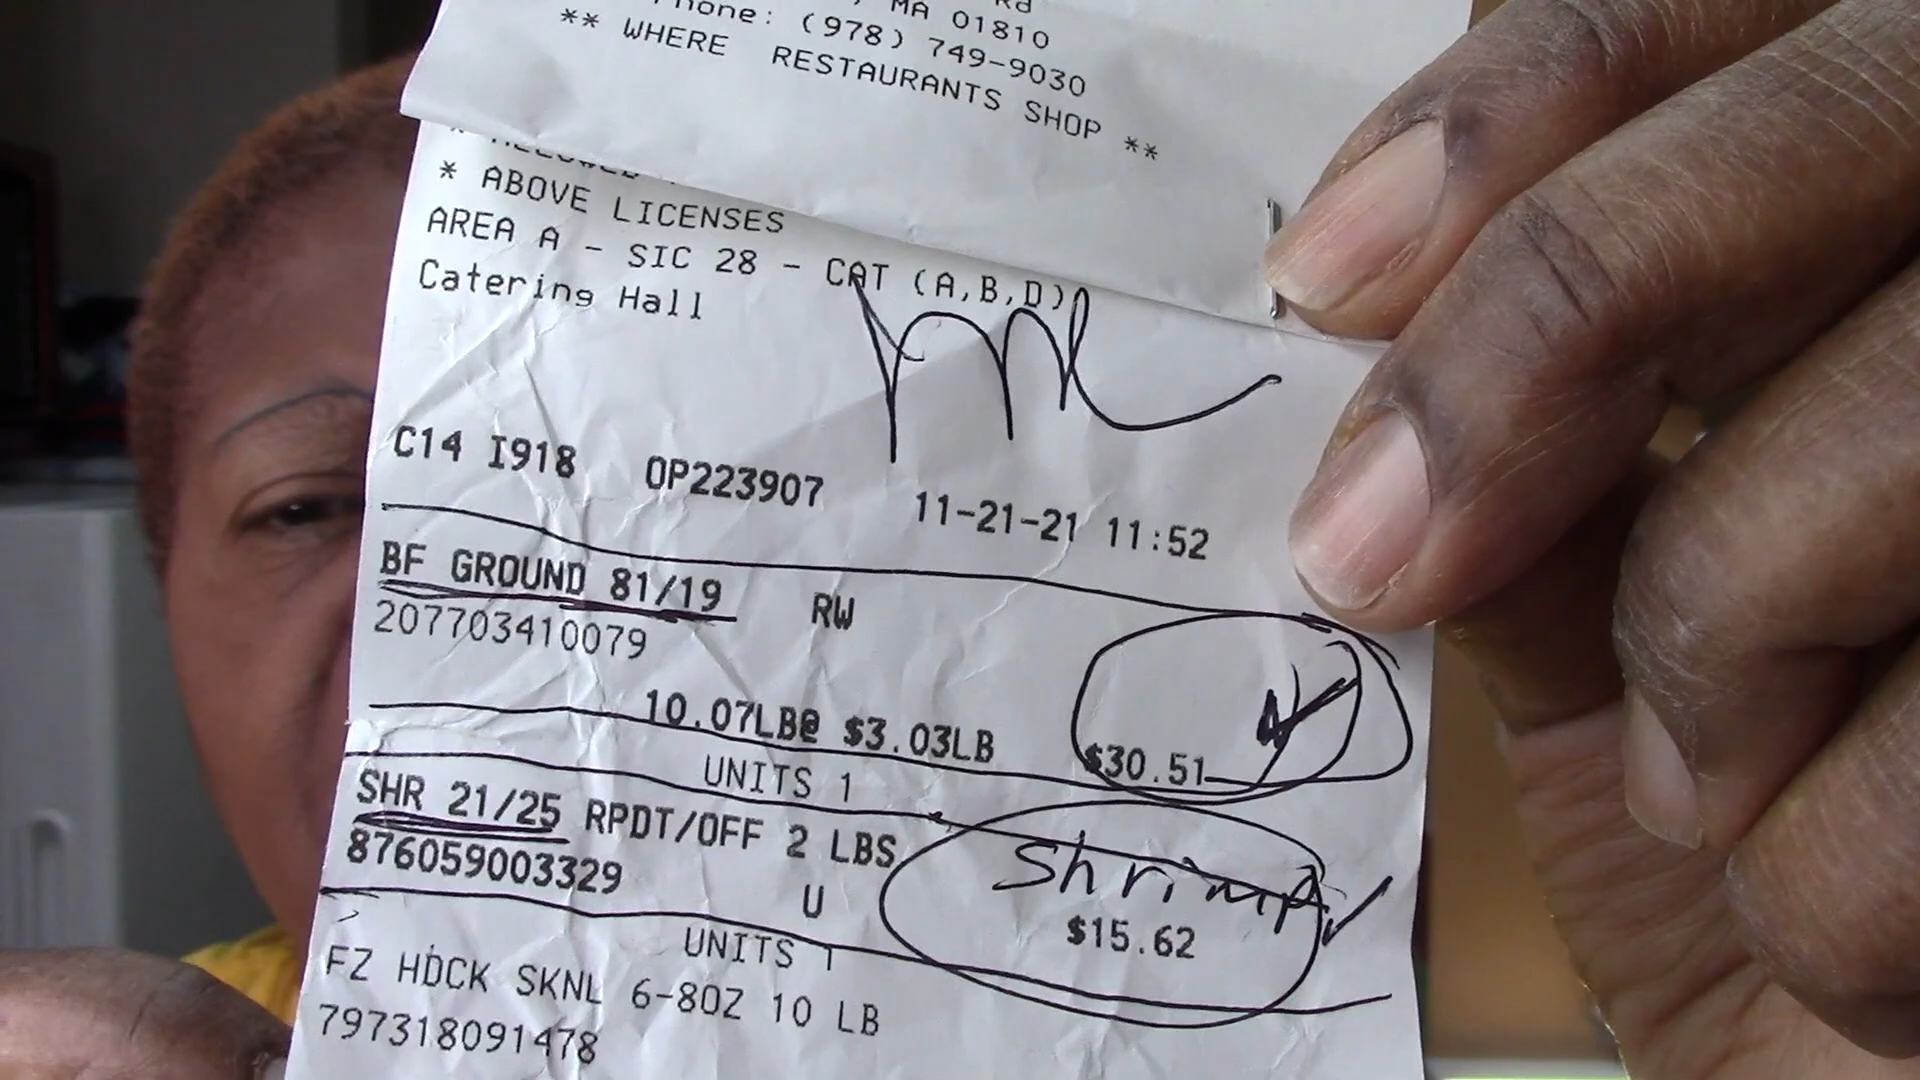 Rd
MA 01810
Phone: (978) 749-9030
** WHERE RESTAURANTS SHOP **
* ABOVE LICENSES
AREA A - SIC 28 - CAT (A,B,D)
Catering Hall
C14 I918 OP223907 11-21-21 11:52
BF GROUND 81/19 RW
207703410079
10.07LB@ $3.03LB $30.51
UNITS 1
SHR 21/25 RPDT/OFF 2 LBS
Shrimp
876059003329 U $15.62
UNITS 1
FZ HDCK SKNL 6-8OZ 10 LB
797318091478